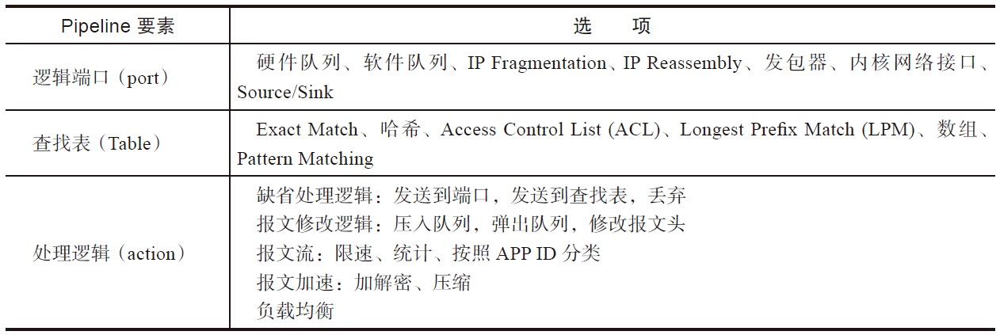 Pipeline 要素 选 项
逻辑端口（port） 硬件队列、软件队列、IP Fragmentation、IP Reassembly、发包器、内核网络接口、
Source/Sink
查找表（Table） Exact Match、哈希、Access Control List (ACL)、Longest Prefix Match (LPM)、数组、
Pattern Matching
缺省处理逻辑：发送到端口，发送到查找表，丢弃
报文修改逻辑：压入队列，弹出队列，修改报文头
处理逻辑（action） 报文流：限速、统计、按照 APP ID 分类
报文加速：加解密、压缩
负载均衡